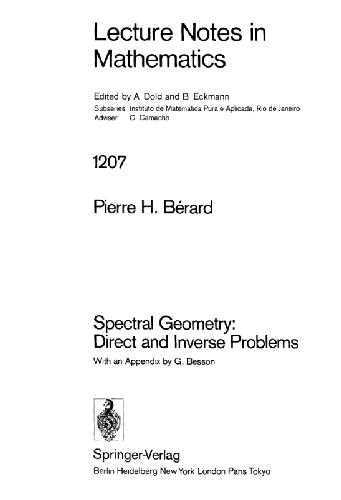 Lecture Notes in
Mathematics
Edited by A. Dold and B. Eckmann
Subseries: Instituto de Matemática Pura e Aplicada, Rio de Janeiro
Adviser: C. Camacho
1207
Pierre H. Bérard
Spectral Geometry:
Direct and Inverse Problems
With an Appendix by G. Besson
Springer-Verlag
Berlin Heidelberg New York London Paris Tokyo